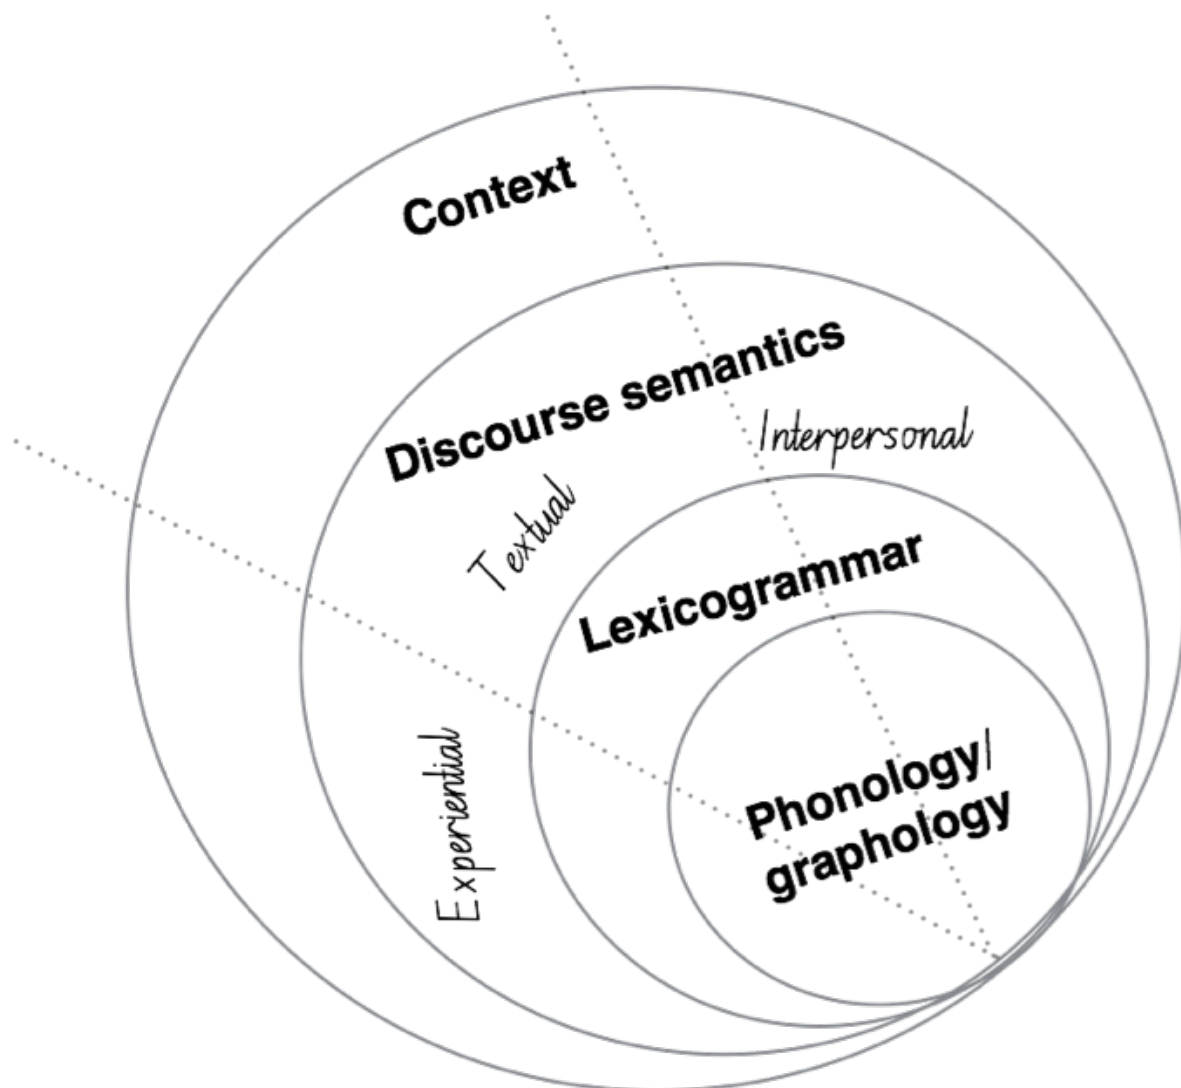 Context
Discourse semantics
Interpersonal
Textual
Lexicogrammar
Experiential
Phonology/
graphology